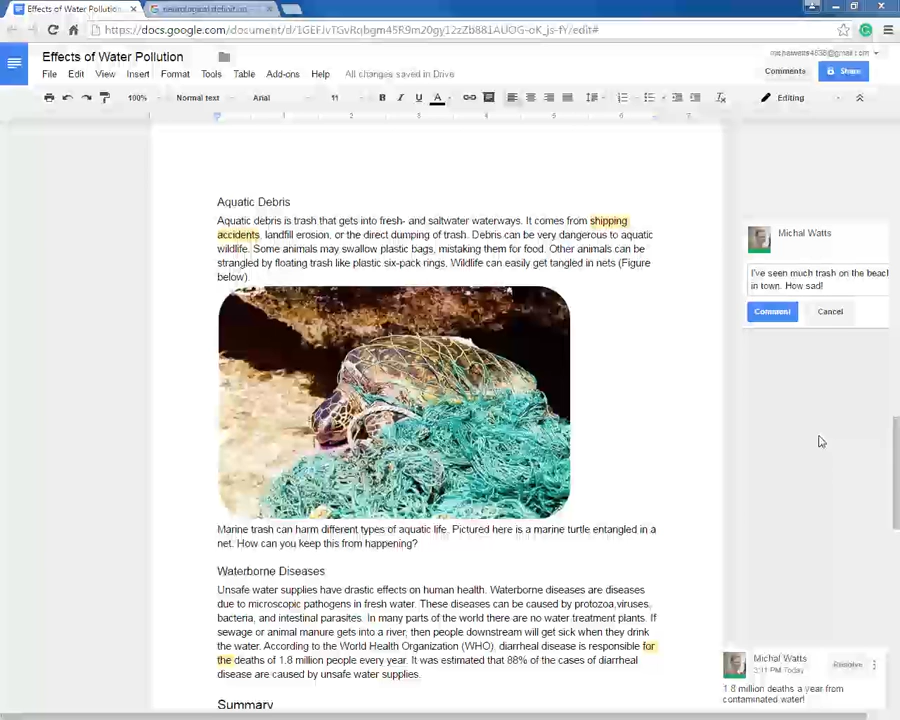 Effects of Water Pollution
https://docs.google.com/document/d/1GEFJvTGvRqbgm45R9m20gy12zZb881AUOG-oK_js-fY/edit#
Effects of Water Pollution
File Edit View Insert Format Tools Table Add-ons Help All changes saved in Drive
Comments Share
100% Normal text Arial 11 B I U A Editing
1 2 3 4 5 6 7
Aquatic Debris
Aquatic debris is trash that gets into fresh- and saltwater waterways. It comes from shipping
accidents, landfill erosion, or the direct dumping of trash. Debris can be very dangerous to aquatic
wildlife. Some animals may swallow plastic bags, mistaking them for food. Other animals can be
strangled by floating trash like plastic six-pack rings. Wildlife can easily get tangled in nets (Figure
below).
Michal Watts
I've seen much trash on the beach
in town. How sad!
Comment Cancel
Marine trash can harm different types of aquatic life. Pictured here is a marine turtle entangled in a
net. How can you keep this from happening?
Waterborne Diseases
Unsafe water supplies have drastic effects on human health. Waterborne diseases are diseases
due to microscopic pathogens in fresh water. These diseases can be caused by protozoa,viruses,
bacteria, and intestinal parasites. In many parts of the world there are no water treatment plants. If
sewage or animal manure gets into a river, then people downstream will get sick when they drink
the water. According to the World Health Organization (WHO), diarrheal disease is responsible for
the deaths of 1.8 million people every year. It was estimated that 88% of the cases of diarrheal
disease are caused by unsafe water supplies.
Michal Watts
3:11 PM Today
Resolve
1.8 million deaths a year from
contaminated water!
Summary